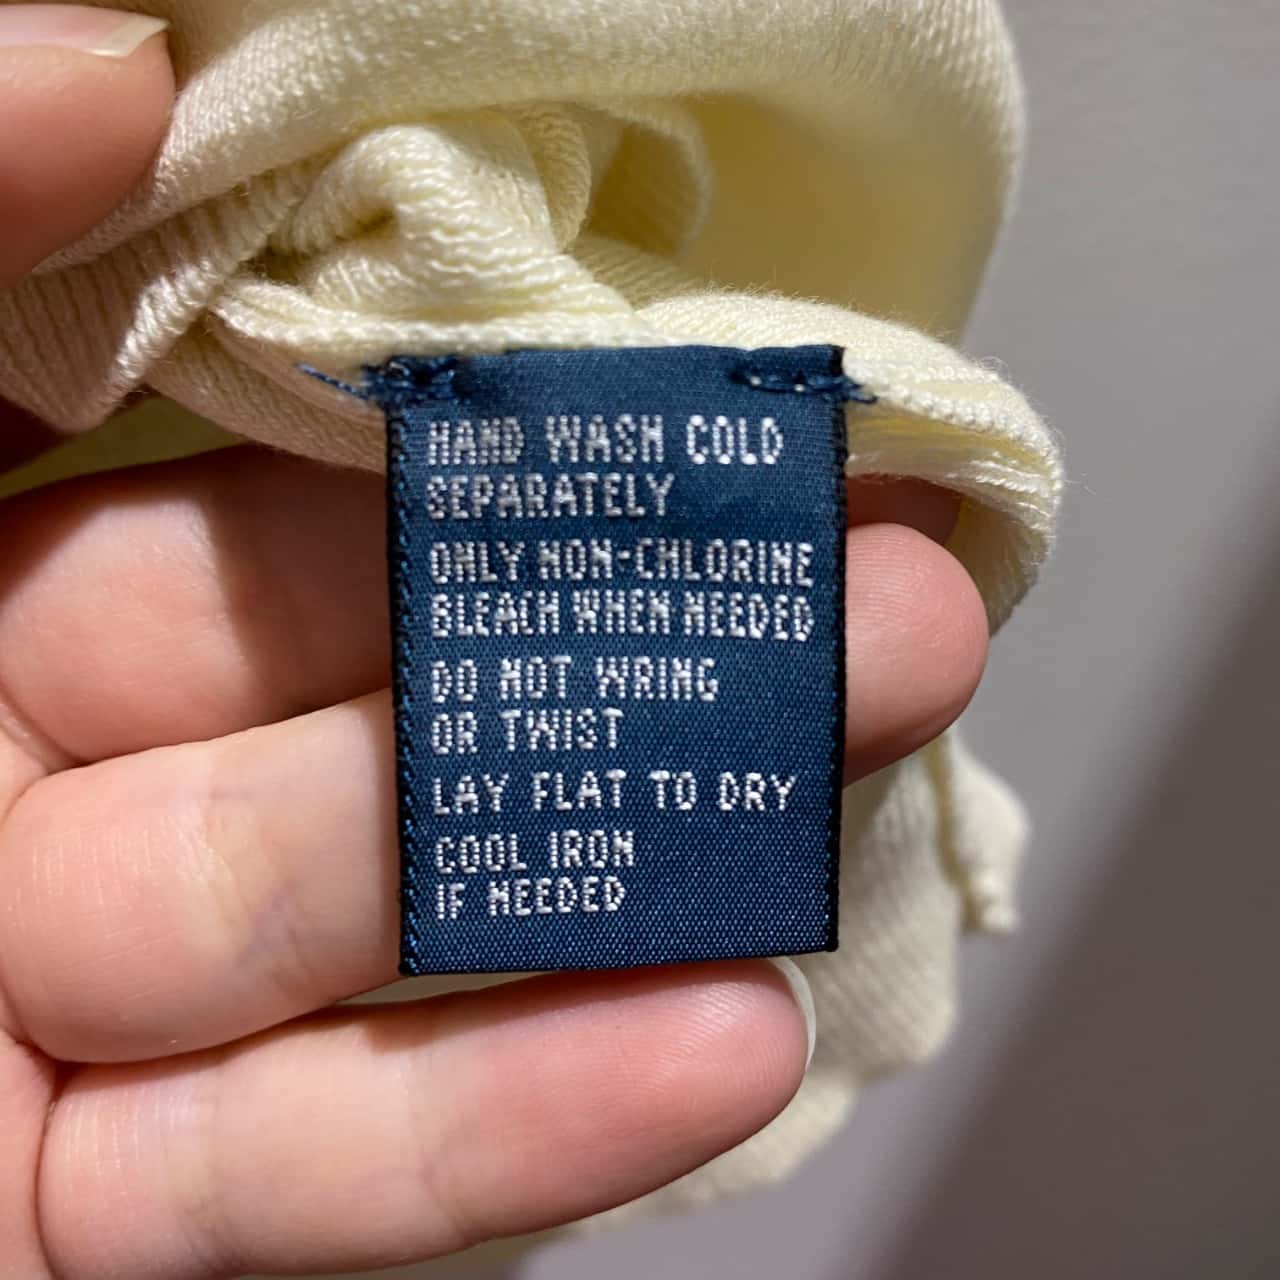 HAND WASH COLD
SEPARATELY
ONLY NON-CHLORINE
BLEACH WHEN NEEDED
DO NOT WRING
OR TWIST
LAY FLAT TO DRY
COOL IRON
IF NEEDED